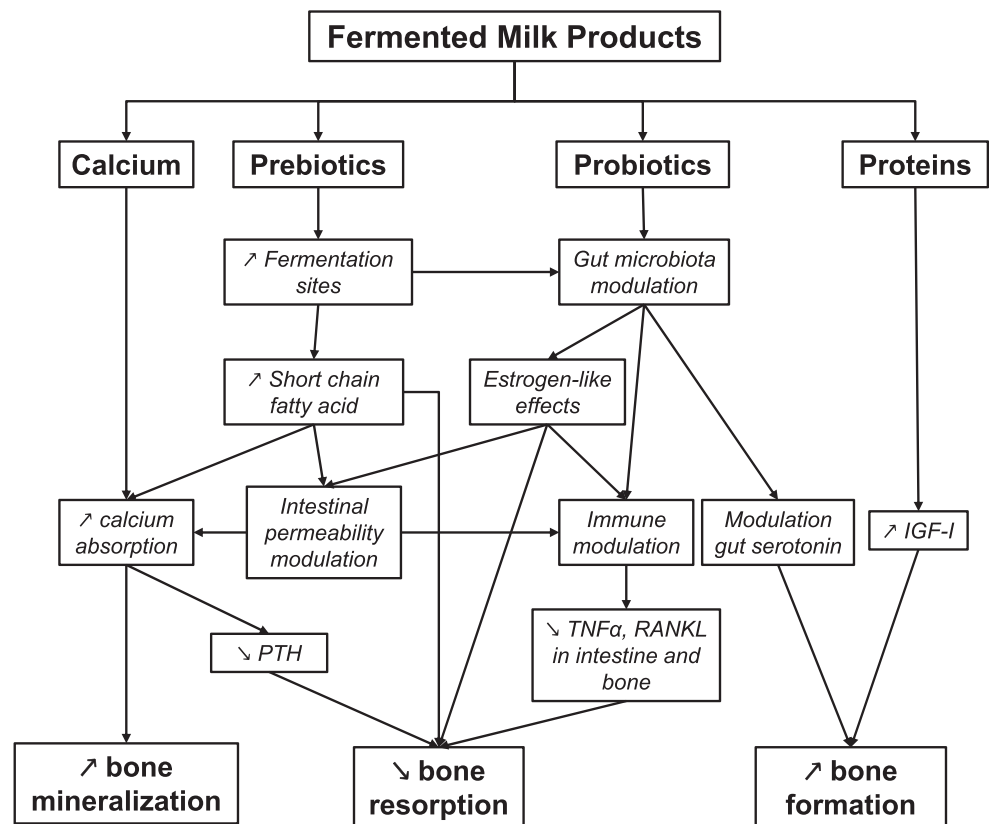 Fermented Milk Products
Calcium
Prebiotics
Probiotics
Proteins
↗ Fermentation
sites
Gut microbiota
modulation
↗ Short chain
fatty acid
Estrogen-like
effects
↗ calcium
absorption
Intestinal
permeability
modulation
Immune
modulation
Modulation
gut serotonin
↗ IGF-I
↘ PTH
↘ TNFα, RANKL
in intestine and
bone
↗ bone
mineralization
↘ bone
resorption
↗ bone
formation